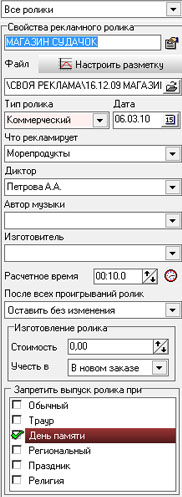 Все ролики
Свойства рекламного ролика
МАГАЗИН СУДАЧОК
Файл Настроить разметку
\СВОЯ РЕКЛАМА\16.12.09 МАГАЗИ
Тип ролика Дата
Коммерческий 06.03.10 15
Что рекламирует
Морепродукты
Диктор
Петрова А.А.
Автор музыки
Изготовитель
Расчетное время 00:10.0
После всех проигрываний ролик
Оставить без изменения
Изготовление ролика
Стоимость 0,00
Учесть в В новом заказе
Запретить выпуск ролика при
Обычный
Траур
День памяти
Региональный
Праздник
Религия